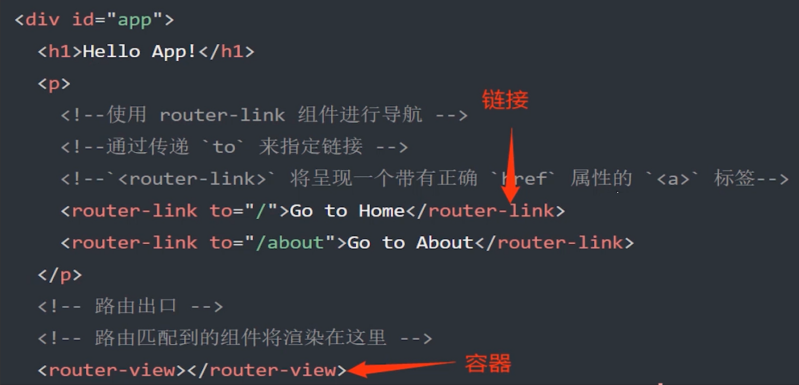 <div id="app">
<h1>Hello App!</h1>
<p>
<!--使用 router-link 组件进行导航 -->
链接
<!--通过传递 `to` 来指定链接 -->
<!--`<router-link>` 将呈现一个带有正确 `href` 属性的 `<a>` 标签-->
<router-link to="/">Go to Home</router-link>
<router-link to="/about">Go to About</router-link>
</p>
<!-- 路由出口 -->
<!-- 路由匹配到的组件将渲染在这里 -->
<router-view></router-view>
容器